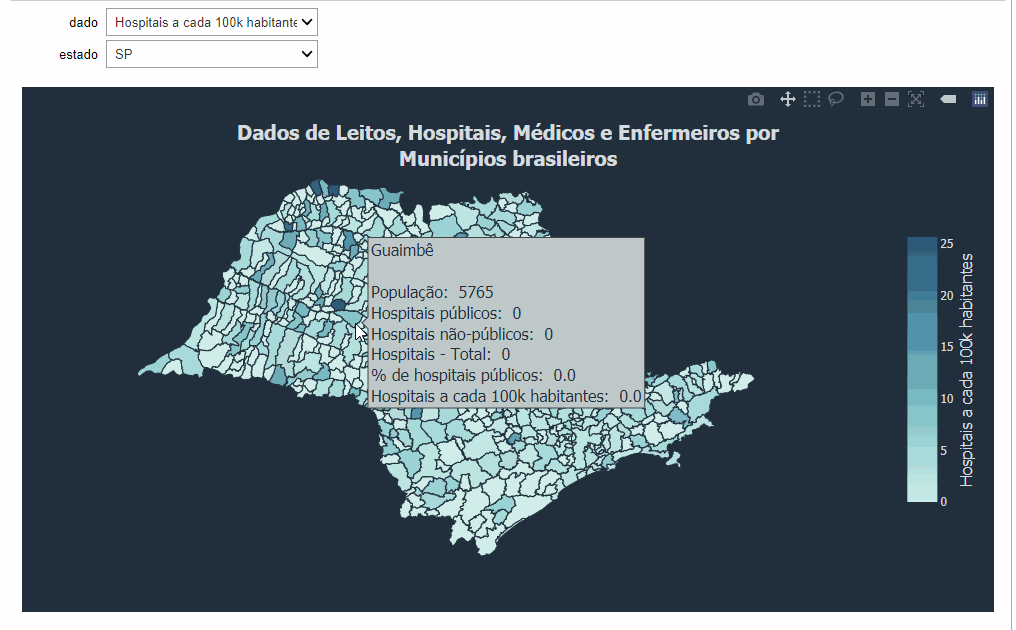 dado Hospitais a cada 100k habitante
estado SP
Dados de Leitos, Hospitais, Médicos e Enfermeiros por
Municípios brasileiros
Guaimbê
População: 5765
Hospitais públicos: 0
Hospitais não-públicos: 0
Hospitais - Total: 0
% de hospitais públicos: 0.0
Hospitais a cada 100k habitantes: 0.0
25
20
15
10
5
0
Hospitais a cada 100k habitantes